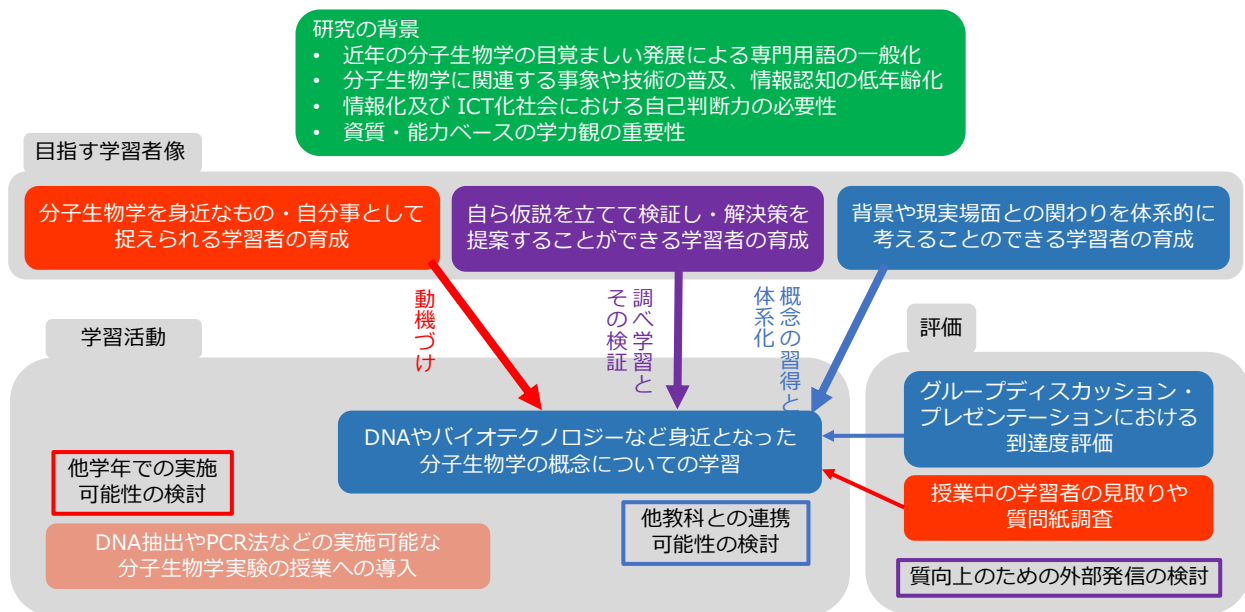 研究の背景
• 近年の分子生物学の目覚ましい発展による専門用語の一般化
• 分子生物学に関連する事象や技術の普及、情報認知の低年齢化
• 情報化及び ICT化社会における自己判断力の必要性
• 資質・能力ベースの学力観の重要性
目指す学習者像
分子生物学を身近なもの・自分事として
捉えられる学習者の育成
自ら仮説を立てて検証し・解決策を
提案することができる学習者の育成
背景や現実場面との関わりを体系的に
考えることのできる学習者の育成
動機づけ
調べ学習と
その検証
概念の習得と
体系化
学習活動
評価
DNAやバイオテクノロジーなど身近となった
分子生物学の概念についての学習
グループディスカッション・
プレゼンテーションにおける
到達度評価
他学年での実施
可能性の検討
授業中の学習者の見取りや
質問紙調査
他教科との連携
可能性の検討
DNA抽出やPCR法などの実施可能な
分子生物学実験の授業への導入
質向上のための外部発信の検討